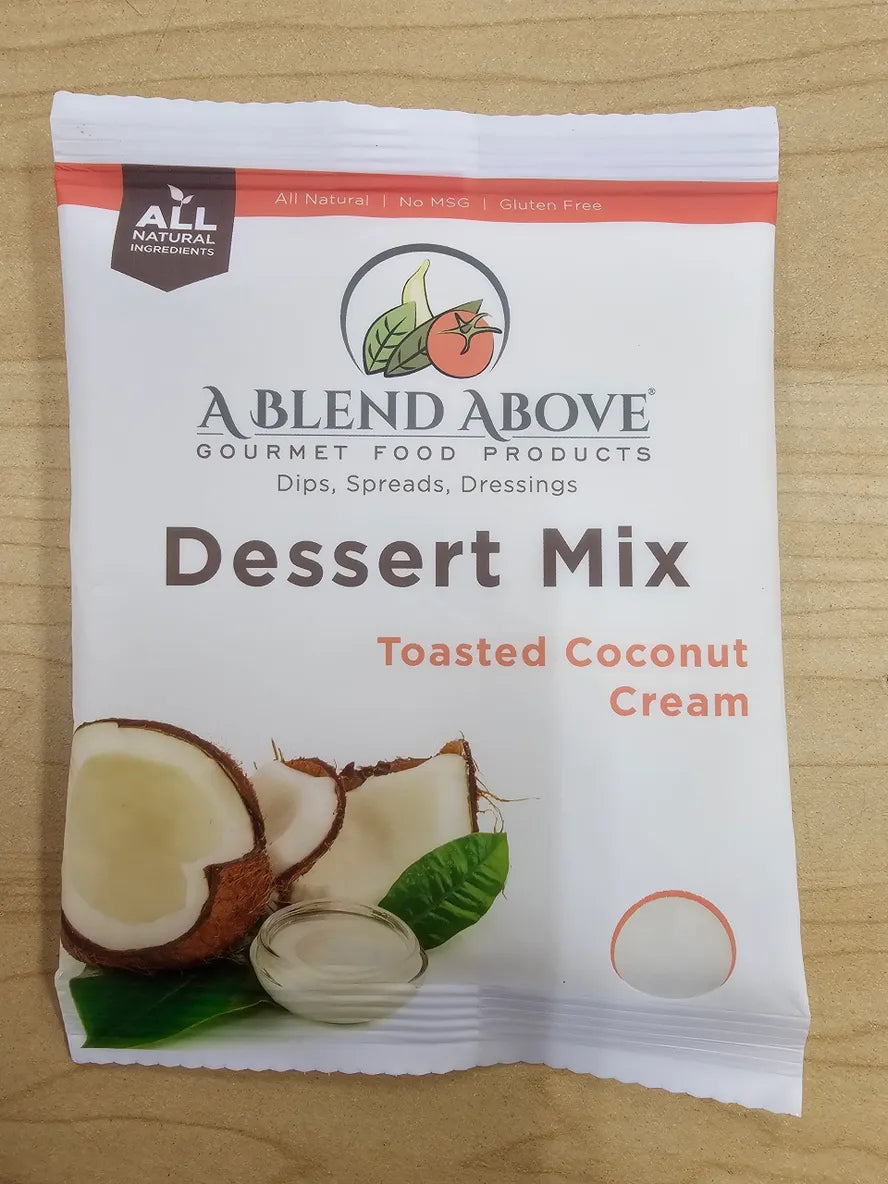 All Natural | No MSG | Gluten Free
ALL
NATURAL
INGREDIENTS
A BLEND ABOVE®
GOURMET FOOD PRODUCTS
Dips, Spreads, Dressings
Dessert Mix
Toasted Coconut
Cream